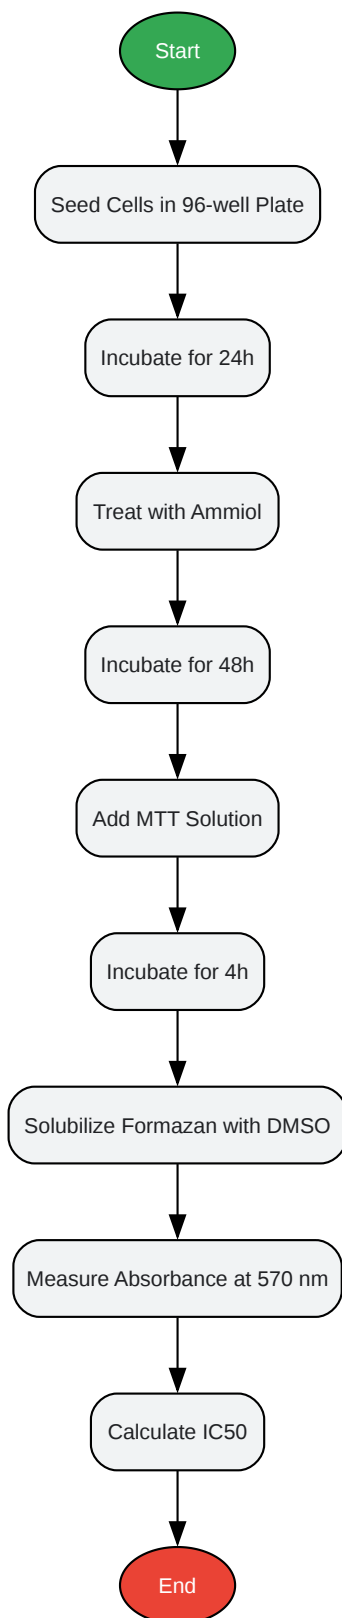 Start
Seed Cells in 96-well Plate
Incubate for 24h
Treat with Ammiol
Incubate for 48h
Add MTT Solution
Incubate for 4h
Solubilize Formazan with DMSO
Measure Absorbance at 570 nm
Calculate IC50
End